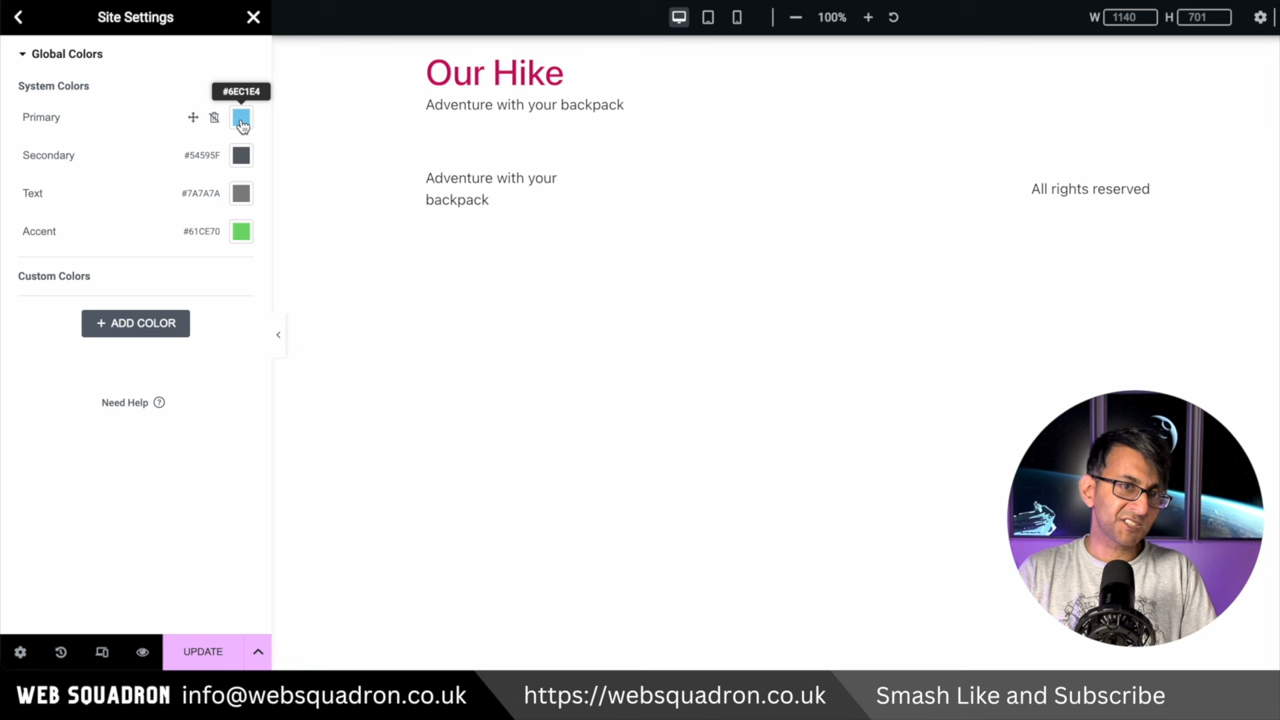 Site Settings
100%
W 1140 H 701
Global Colors
System Colors
#6EC1E4
Primary
Secondary #54595F
Text #7A7A7A
Accent #61CE70
Custom Colors
+ ADD COLOR
Need Help ?
UPDATE
Our Hike
Adventure with your backpack
Adventure with your
backpack
All rights reserved
WEB SQUADRON info@websquadron.co.uk https://websquadron.co.uk Smash Like and Subscribe